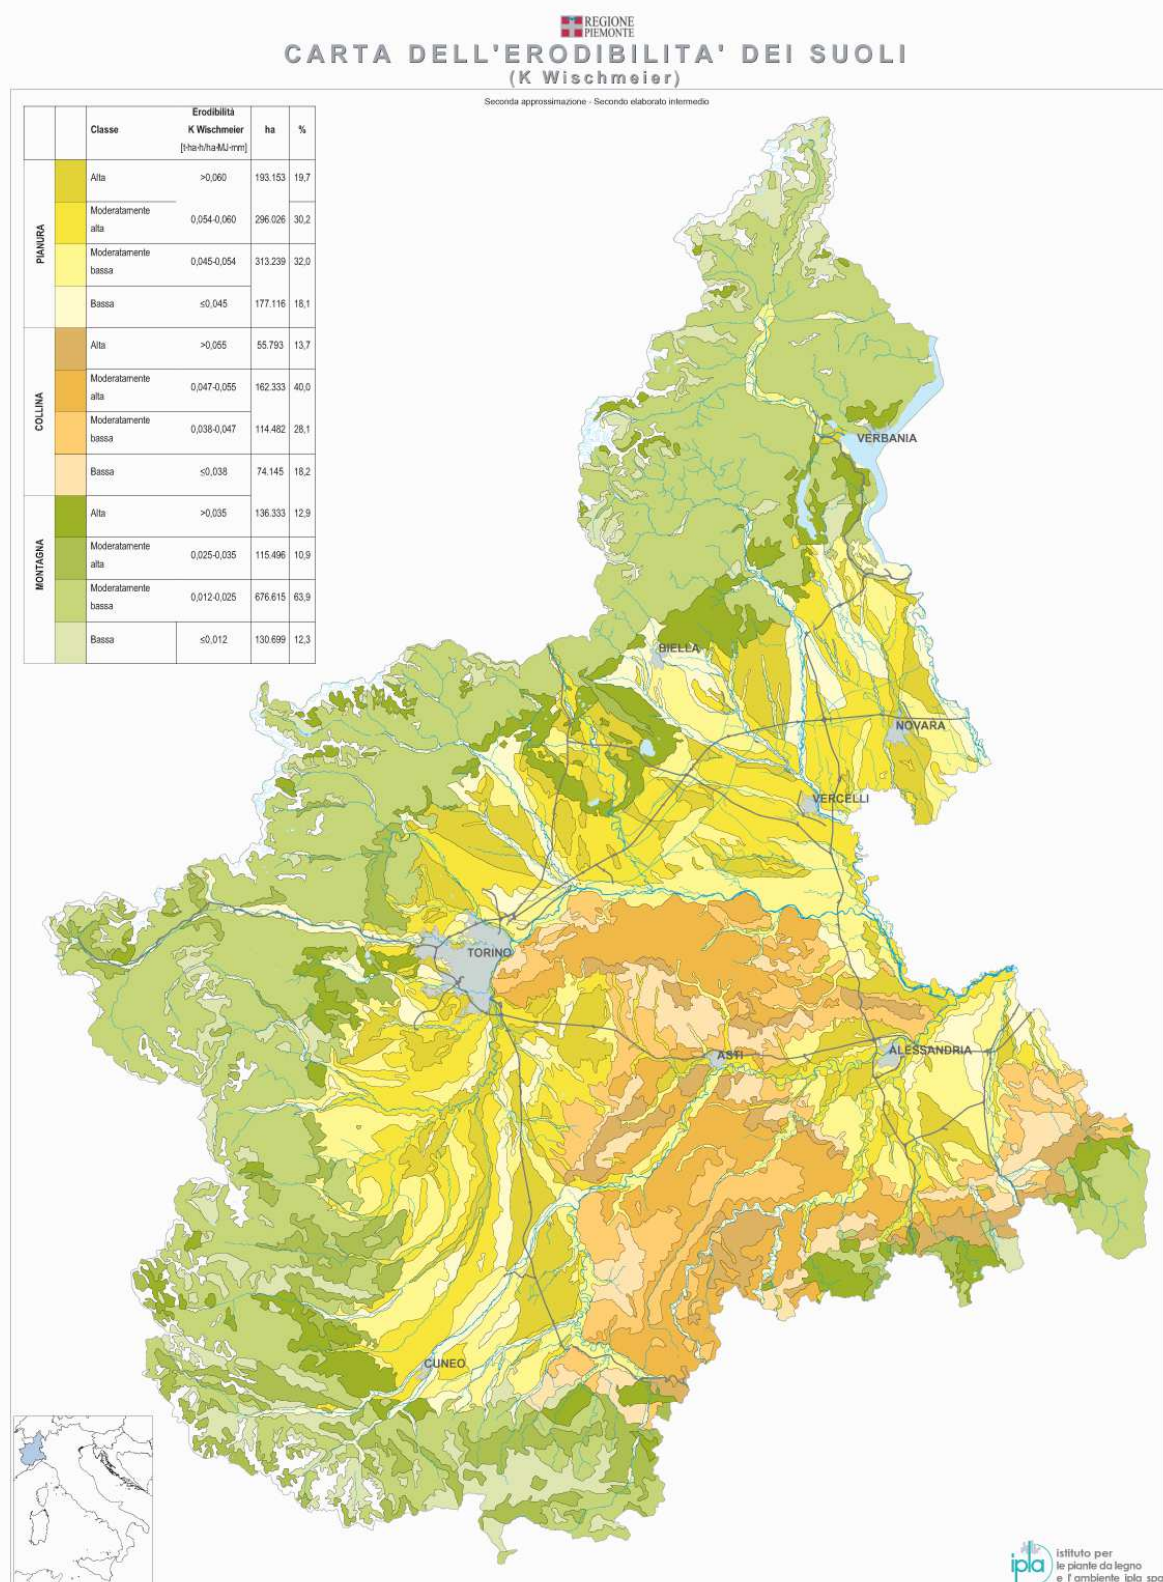 REGIONE
PIEMONTE
CARTA DELL'ERODIBILITA' DEI SUOLI
(K Wischmeier)
Seconda approssimazione - Secondo elaborato intermedio
Classe Erodibilità K Wischmeier [t·ha·h/ha·MJ·mm] ha %
PIANURA
Alta >0,060 193.153 19,7
Moderatamente alta 0,054-0,060 296.026 30,2
Moderatamente bassa 0,045-0,054 313.239 32,0
Bassa ≤0,045 177.116 18,1
COLLINA
Alta >0,055 55.793 13,7
Moderatamente alta 0,047-0,055 162.333 40,0
Moderatamente bassa 0,038-0,047 114.482 28,1
Bassa ≤0,038 74.145 18,2
MONTAGNA
Alta >0,035 136.333 12,9
Moderatamente alta 0,025-0,035 115.496 10,9
Moderatamente bassa 0,012-0,025 676.615 63,9
Bassa ≤0,012 130.699 12,3
VERBANIA
BIELLA
NOVARA
VERCELLI
TORINO
ASTI
ALESSANDRIA
CUNEO
ipla
istituto per
le piante da legno
e l'ambiente ipla spa